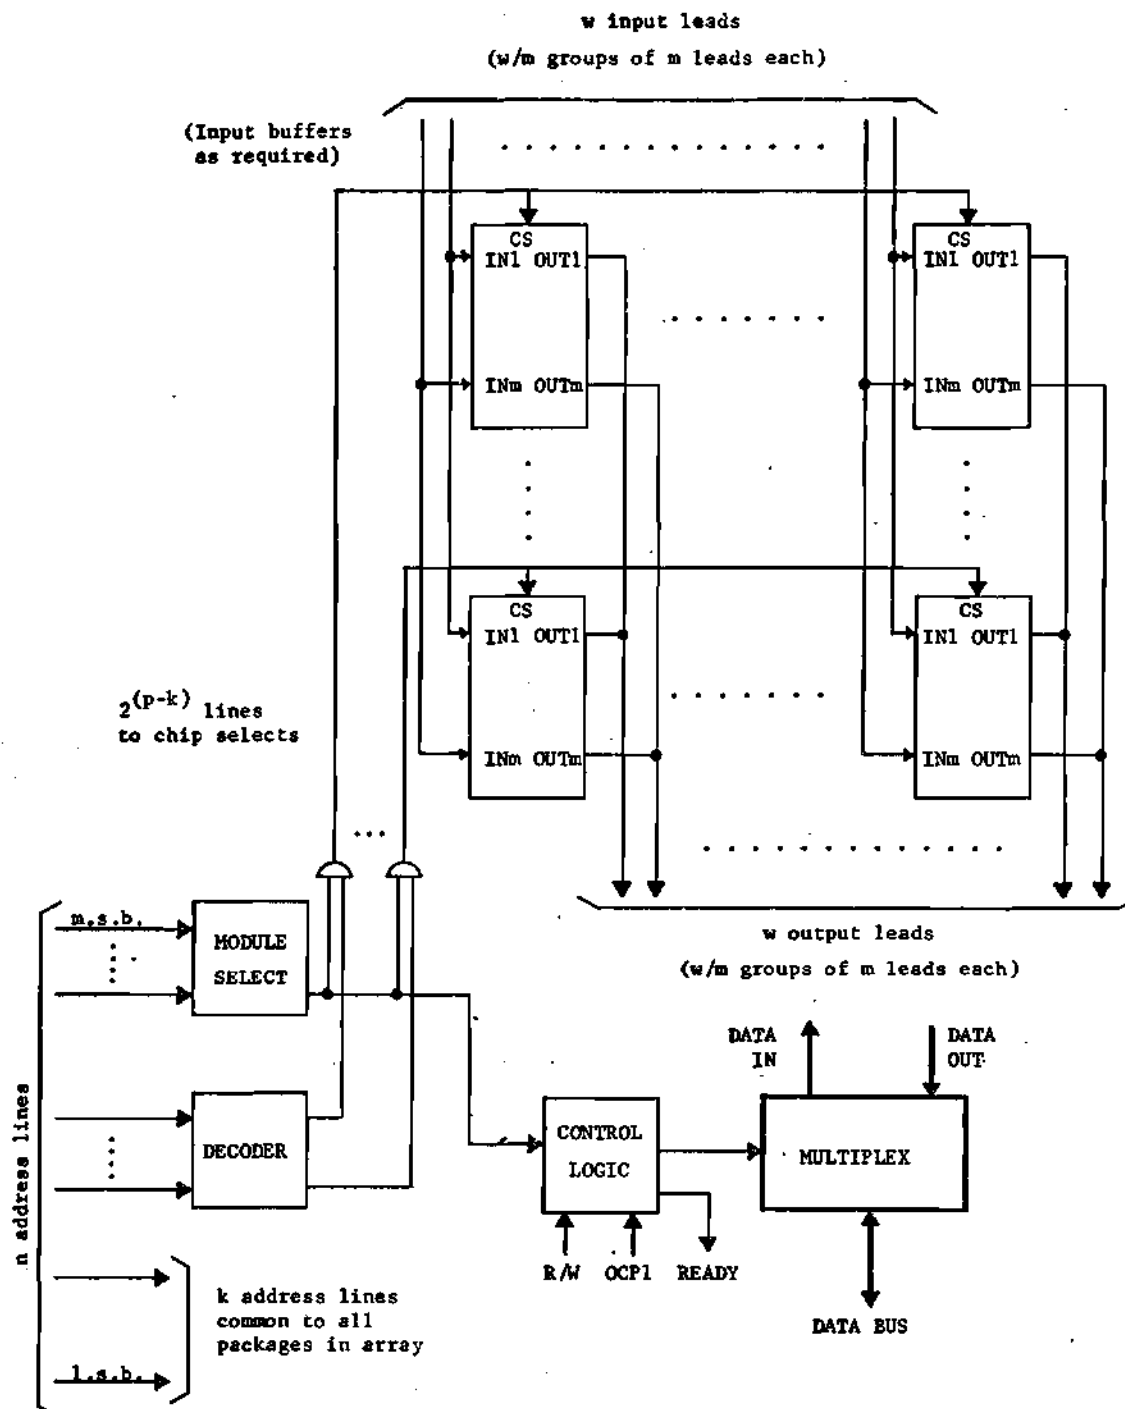 w input leads
(w/m groups of m leads each)
(Input buffers
as required)
CS
IN1 OUT1
INm OUTm
CS
IN1 OUT1
INm OUTm
CS
IN1 OUT1
INm OUTm
CS
IN1 OUT1
INm OUTm
2^(p-k) lines
to chip selects
n address lines
m.s.b.
MODULE
SELECT
DECODER
l.s.b.
k address lines
common to all
packages in array
w output leads
(w/m groups of m leads each)
DATA
IN
DATA
OUT
CONTROL
LOGIC
MULTIPLEX
R/W OCP1 READY
DATA BUS